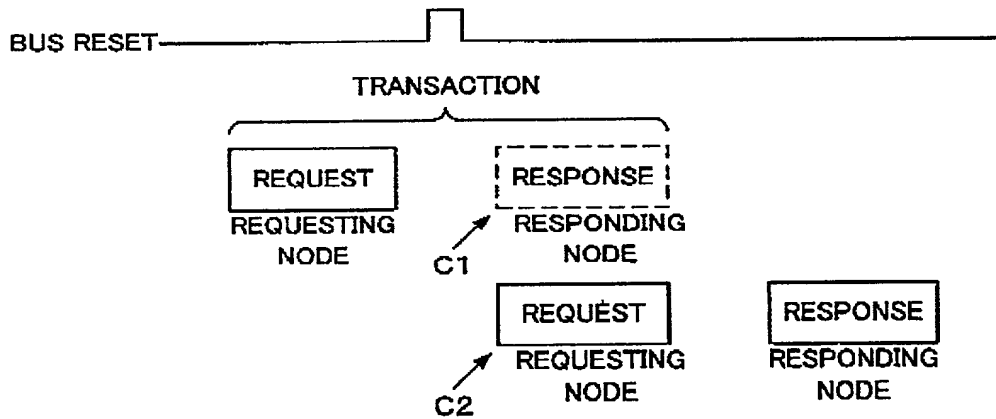 BUS RESET
TRANSACTION
REQUEST
RESPONSE
REQUESTING
NODE
RESPONDING
NODE
C1
REQUEST
RESPONSE
REQUESTING
NODE
RESPONDING
NODE
C2